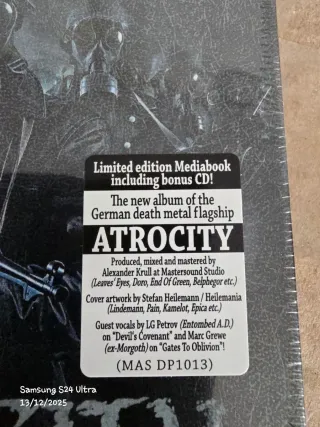 Limited edition Mediabook
including bonus CD!
The new album of the
German death metal flagship
ATROCITY
Produced, mixed and mastered by
Alexander Krull at Mastersound Studio
(Leaves' Eyes, Doro, End Of Green, Belphegor etc.)
Cover artwork by Stefan Heilemann / Heilemania
(Lindemann, Pain, Kamelot, Epica etc.)
Guest vocals by LG Petrov (Entombed A.D.)
on "Devil's Covenant" and Marc Grewe
(ex-Morgoth) on "Gates To Oblivion"!
(MAS DP1013)
Samsung S24 Ultra
13/12/2025